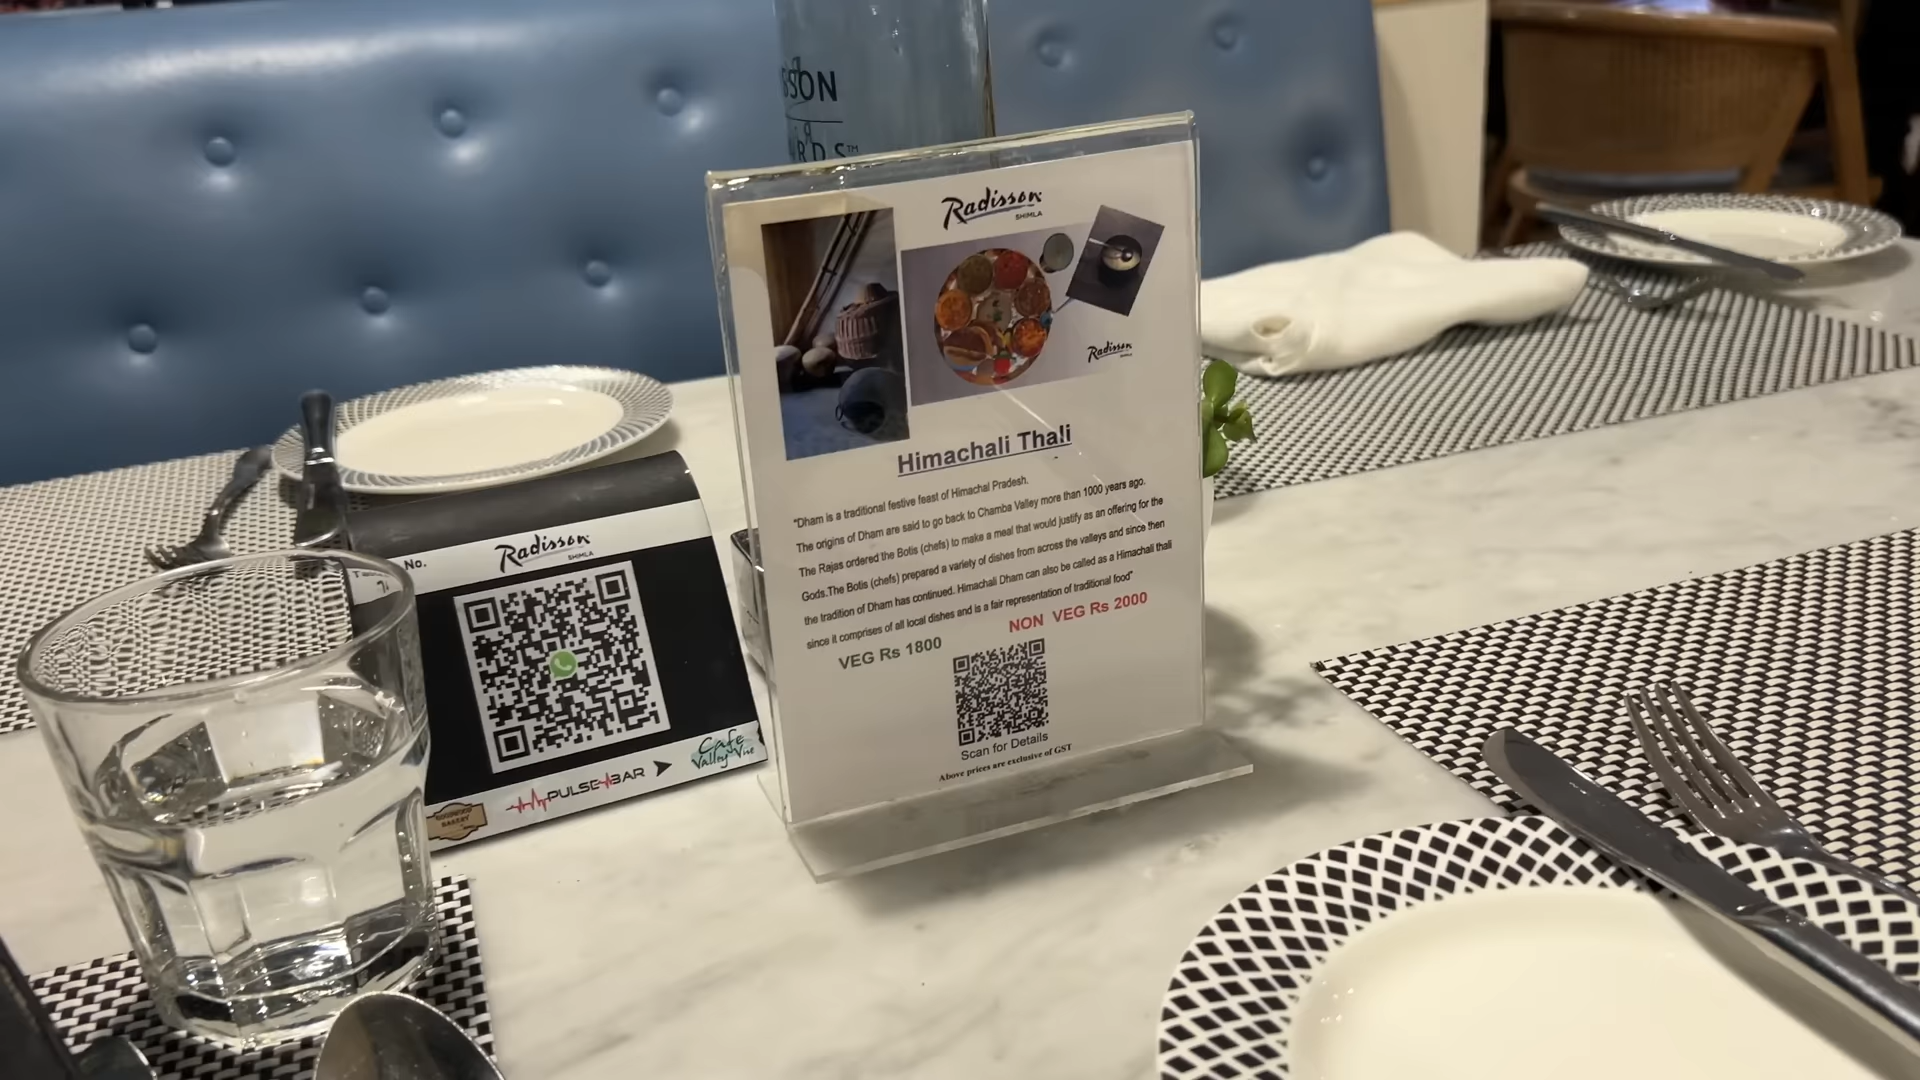 SON
RDS™
Radisson
SHIMLA
Radisson
Himachali Thali
"Dham is a traditional festive feast of Himachal Pradesh.
The origins of Dham are said to go back to Chamba Valley more than 1000 years ago.
The Rajas ordered the Botis (chefs) to make a meal that would justify as an offering for the
Gods.The Botis (chefs) prepared a variety of dishes from across the valleys and since then
the tradition of Dham has continued. Himachali Dham can also be called as a Himachali thali
since it comprises of all local dishes and is a fair representation of traditional food"
VEG Rs 1800
NON VEG Rs 2000
Scan for Details
Above prices are exclusive of GST
No.
Radisson
SHIMLA
PULSE BAR
Cafe
Valley Vue
BAKERY